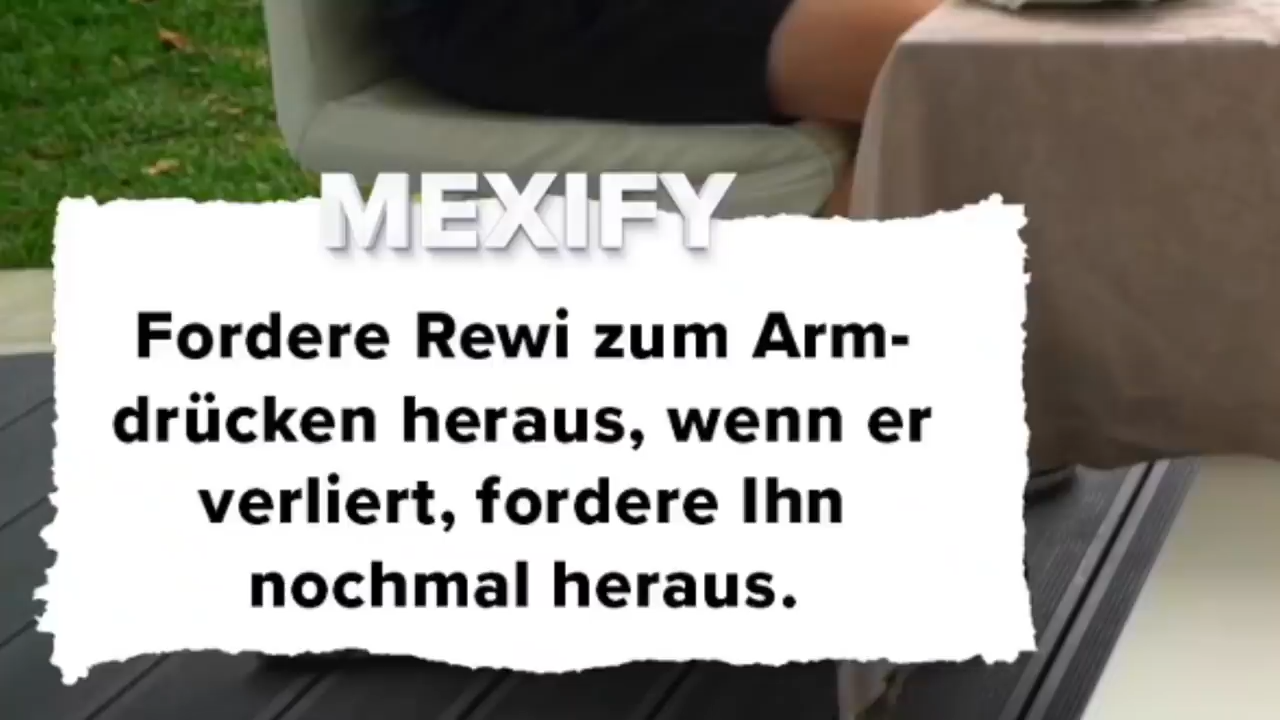 MEXIFY
Fordere Rewi zum Arm-
drücken heraus, wenn er
verliert, fordere Ihn
nochmal heraus.